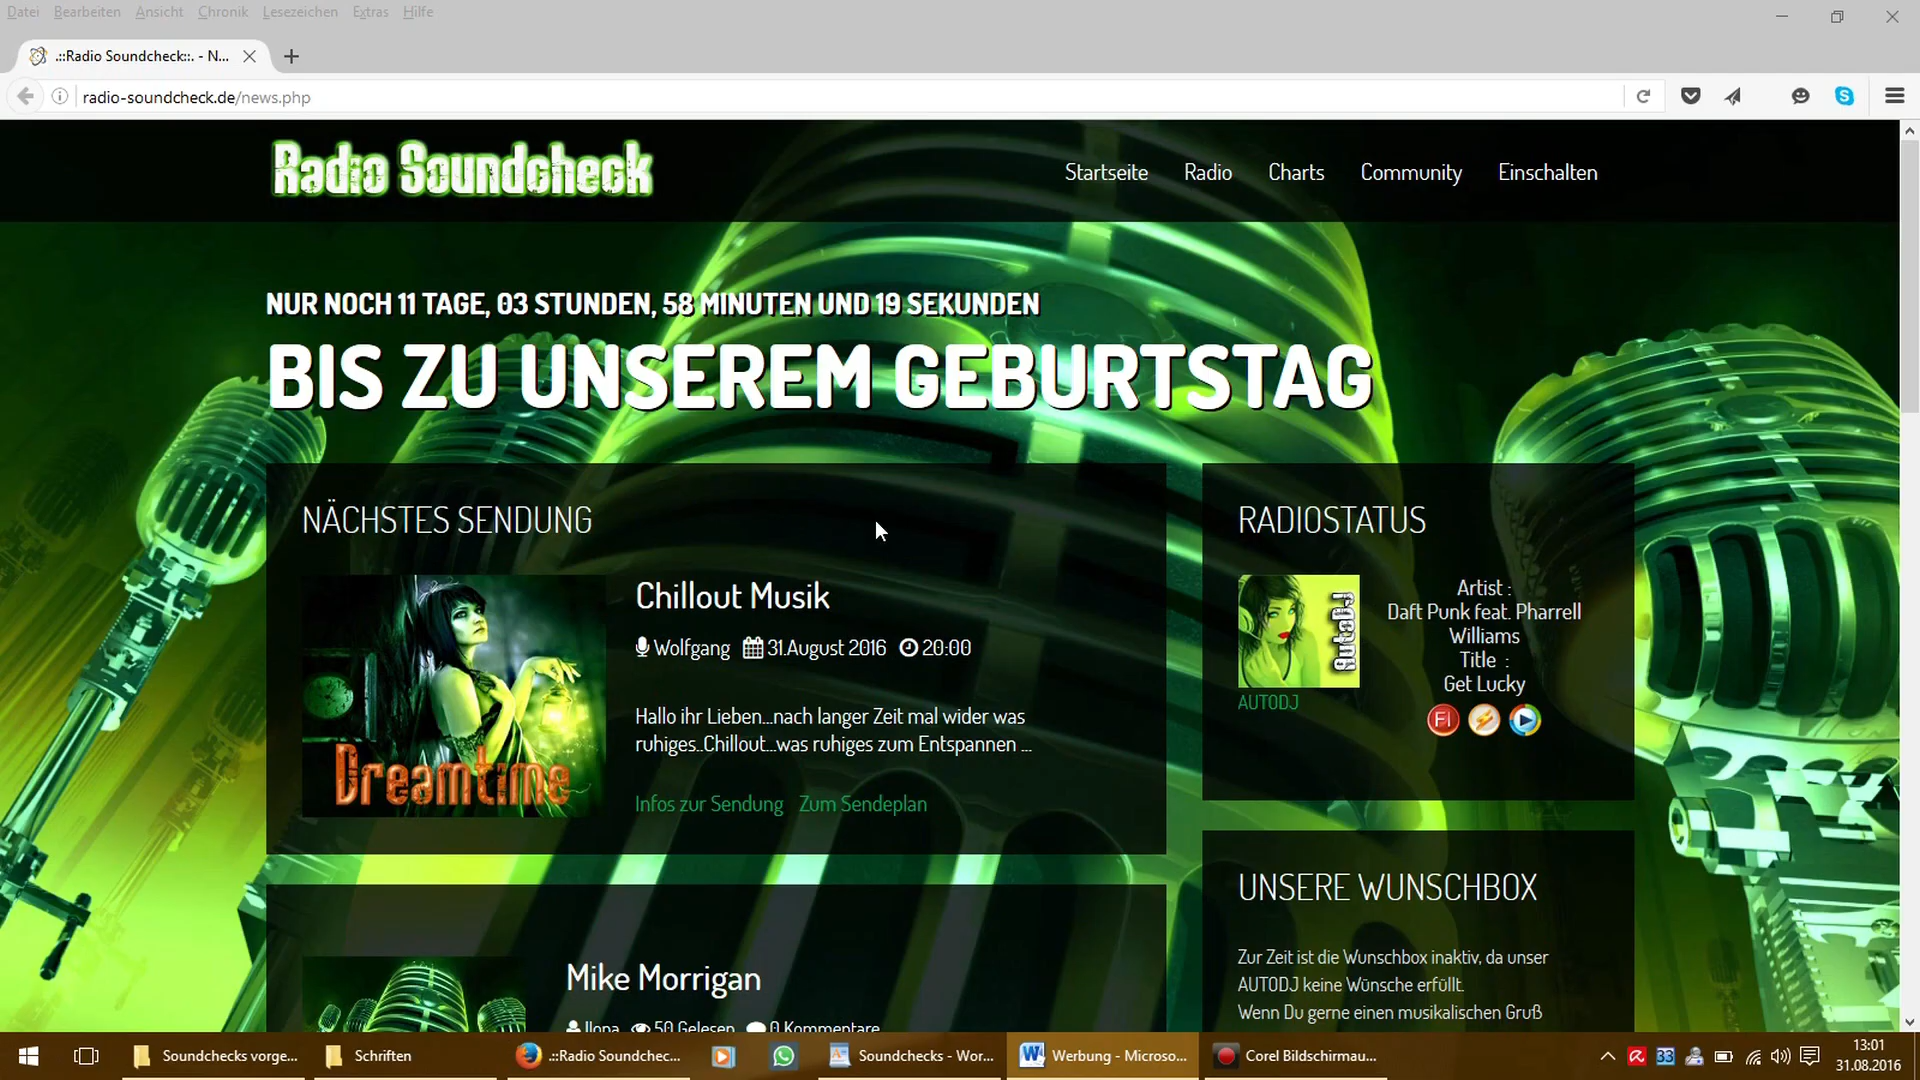 Datei Bearbeiten Ansicht Chronik Lesezeichen Extras Hilfe
.::Radio Soundcheck::. - N...
radio-soundcheck.de/news.php
Radio Soundcheck
Startseite Radio Charts Community Einschalten
NUR NOCH 11 TAGE, 03 STUNDEN, 58 MINUTEN UND 19 SEKUNDEN
BIS ZU UNSEREM GEBURTSTAG
NÄCHSTES SENDUNG
Chillout Musik
Wolfgang 31.August 2016 20:00
Hallo ihr Lieben...nach langer Zeit mal wider was
ruhiges..Chillout...was ruhiges zum Entspannen ...
Dreamtime
Infos zur Sendung Zum Sendeplan
RADIOSTATUS
Artist :
Daft Punk feat. Pharrell
Williams
Title :
Get Lucky
AUTODJ
FI
UNSERE WUNSCHBOX
Zur Zeit ist die Wunschbox inaktiv, da unser
AUTODJ keine Wünsche erfüllt.
Wenn Du gerne einen musikalischen Gruß
Mike Morrigan
Ilona 50 Gelesen 0 Kommentare
Soundchecks vorge...
Schriften
.::Radio Soundchec...
Soundchecks - Wor...
Werbung - Microso...
Corel Bildschirmau...
33
13:01
31.08.2016